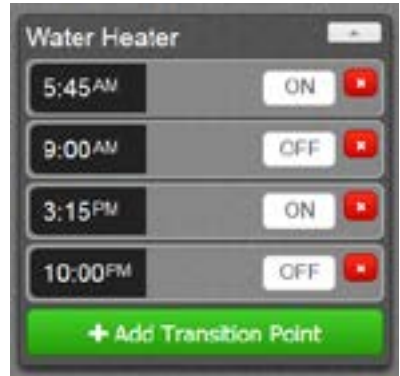 Water Heater
5:45AM ON
9:00AM OFF
3:15PM ON
10:00PM OFF
+ Add Transition Point